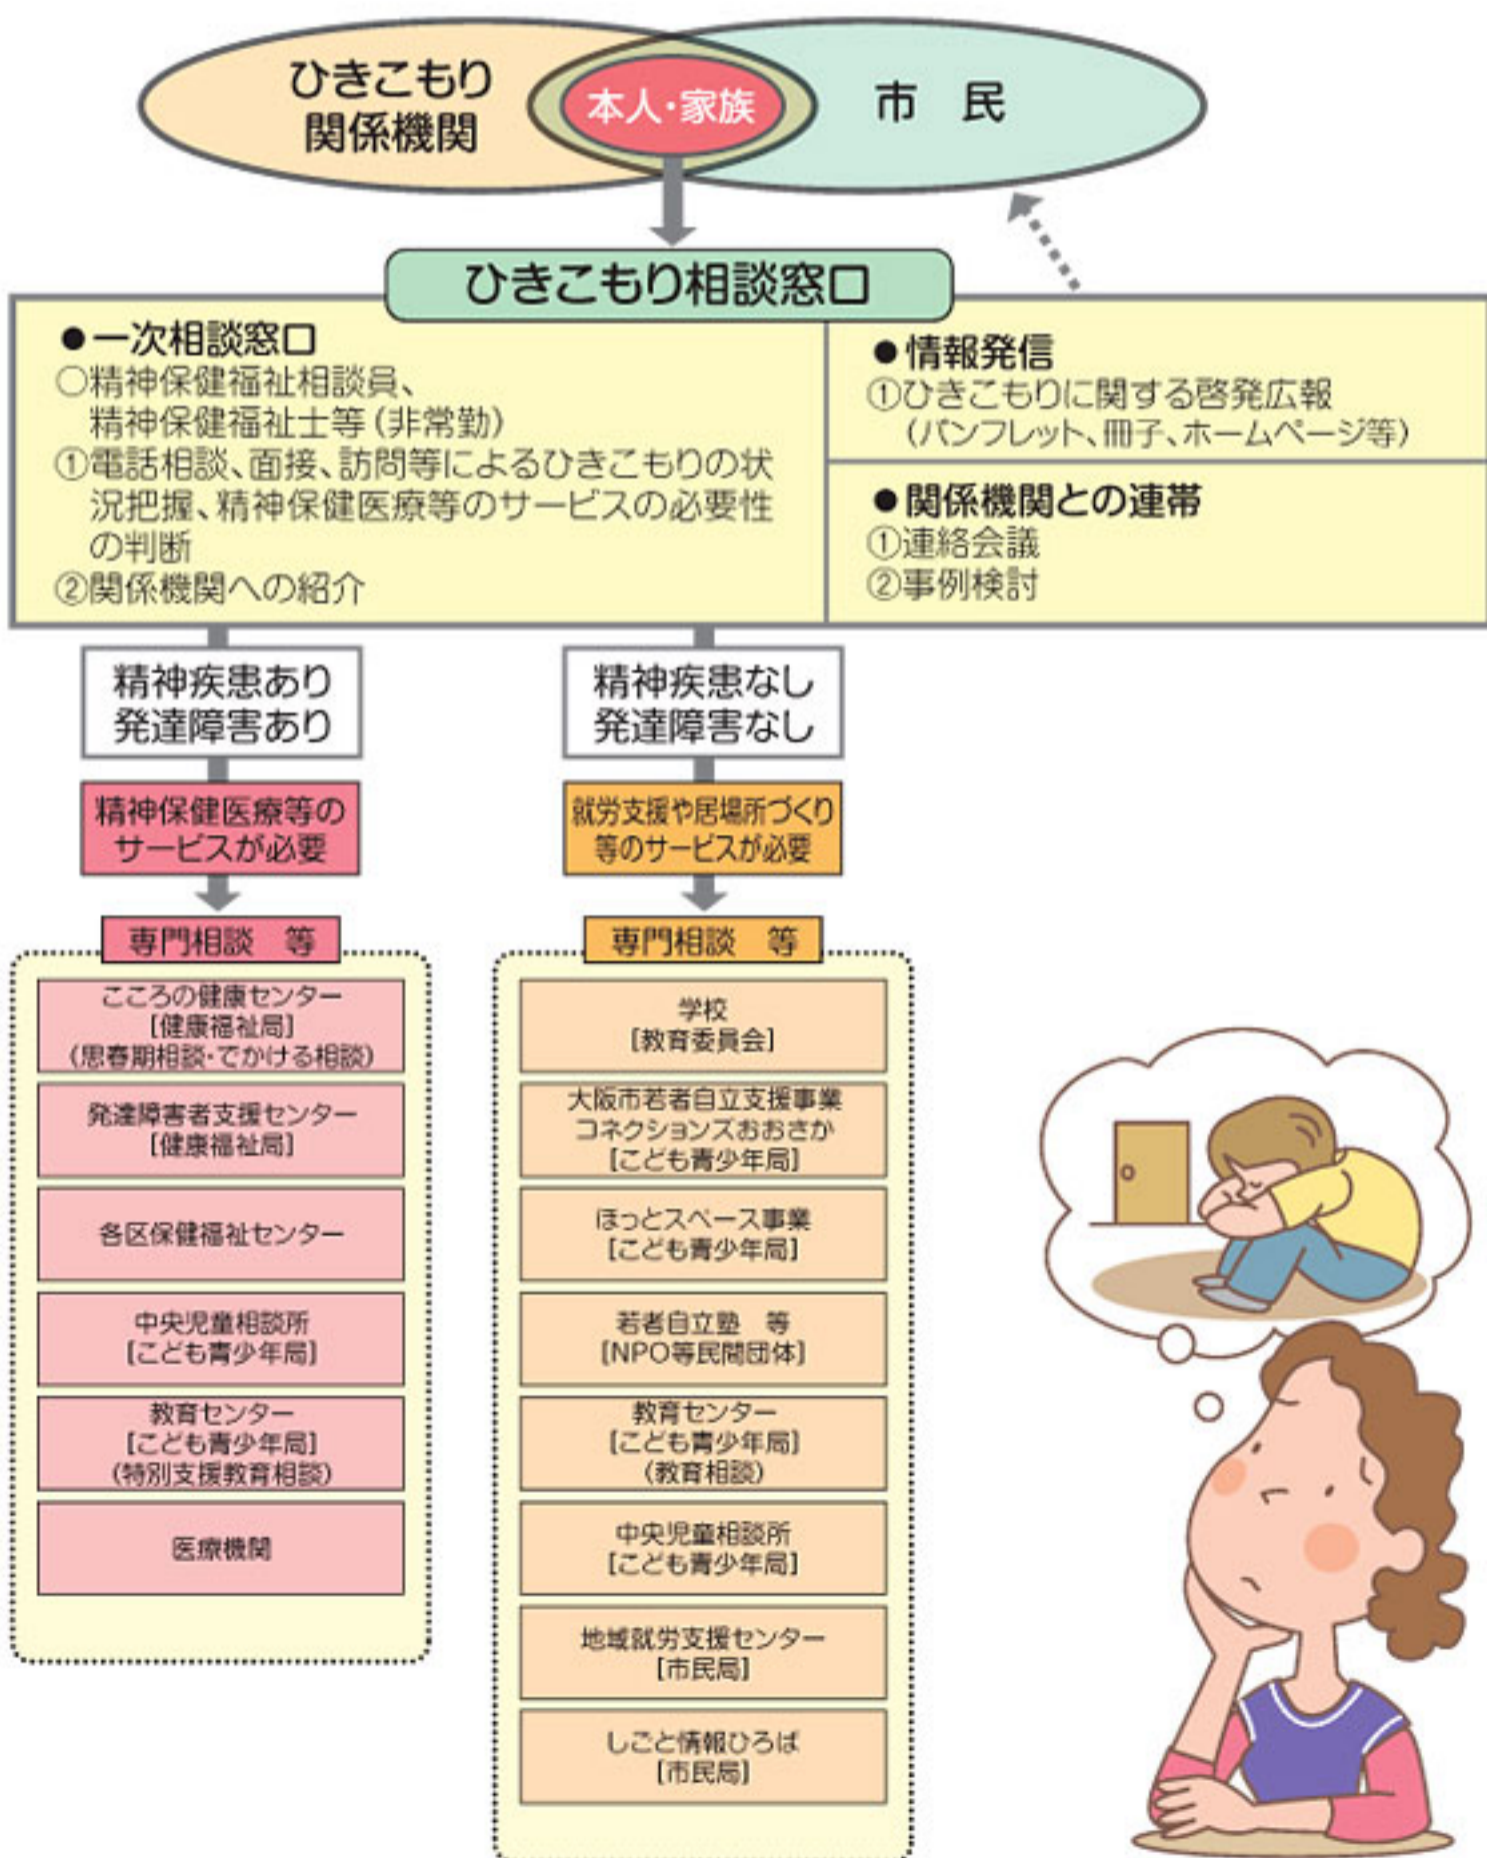 ひきこもり
関係機関
本人・家族
市　民
ひきこもり相談窓口
●一次相談窓口
○精神保健福祉相談員、
精神保健福祉士等(非常勤)
①電話相談、面接、訪問等によるひきこもりの状
況把握、精神保健医療等のサービスの必要性
の判断
②関係機関への紹介
●情報発信
①ひきこもりに関する啓発広報
(パンフレット、冊子、ホームページ等)
●関係機関との連帯
①連絡会議
②事例検討
精神疾患あり
発達障害あり
精神保健医療等の
サービスが必要
専門相談　等
こころの健康センター
[健康福祉局]
(思春期相談・でかける相談)
発達障害者支援センター
[健康福祉局]
各区保健福祉センター
中央児童相談所
[こども青少年局]
教育センター
[こども青少年局]
(特別支援教育相談)
医療機関
精神疾患なし
発達障害なし
就労支援や居場所づくり
等のサービスが必要
専門相談　等
学校
[教育委員会]
大阪市若者自立支援事業
コネクションズおおさか
[こども青少年局]
ほっとスペース事業
[こども青少年局]
若者自立塾　等
[NPO等民間団体]
教育センター
[こども青少年局]
(教育相談)
中央児童相談所
[こども青少年局]
地域就労支援センター
[市民局]
しごと情報ひろば
[市民局]